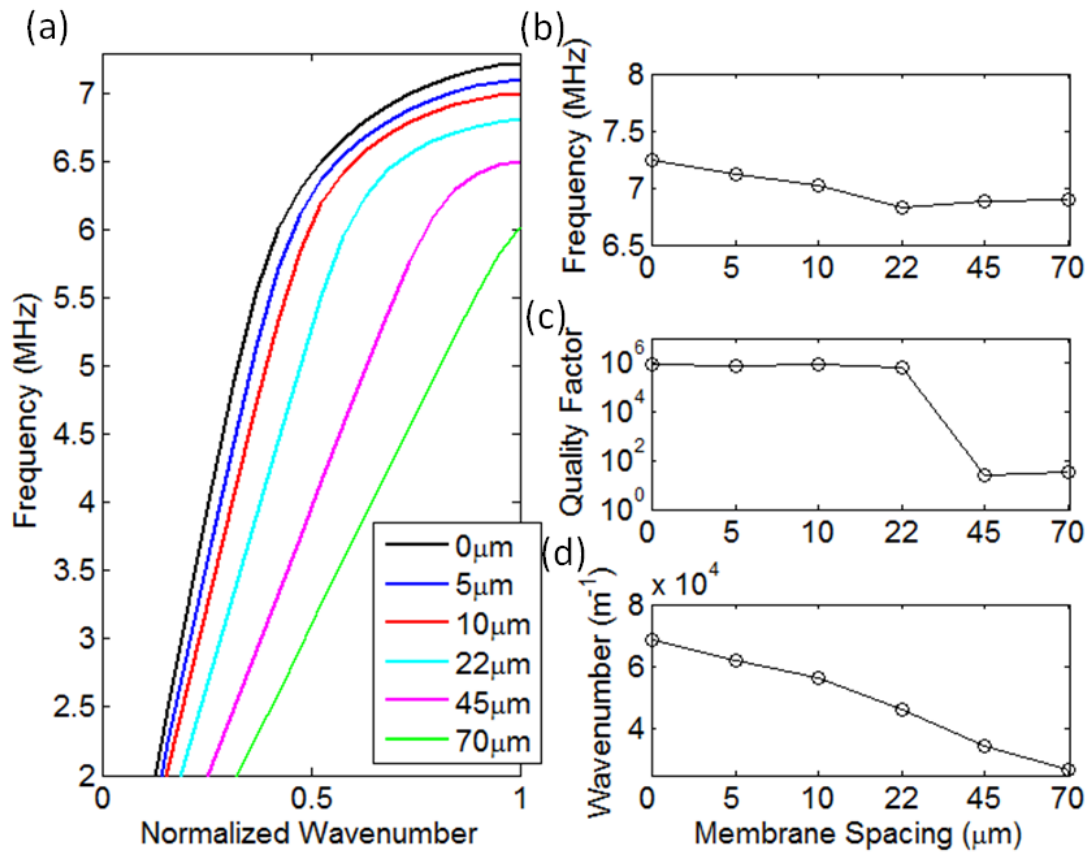 (a)
7
6.5
6
5.5
5
4.5
4
3.5
3
2.5
2
Frequency (MHz)
0
0.5
1
Normalized Wavenumber
0μm
5μm
10μm
22μm
45μm
70μm
(b)
8
7.5
7
6.5
Frequency (MHz)
0
5
10
22
45
70
(c)
10^6
10^4
10^2
10^0
Quality Factor
0
5
10
22
45
70
(d)
x 10^4
8
6
4
Wavenumber (m^-1)
0
5
10
22
45
70
Membrane Spacing (μm)